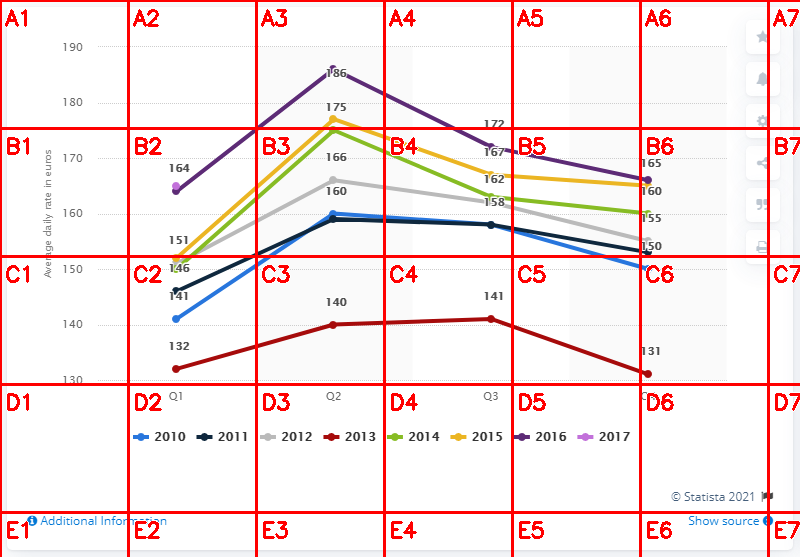 A1 A2 A3 A4 A5 A6 A7
190
186
180
175
172
B1 B2 B3 B4 B5 B6 B7
170
164 166 167 165
160 162 160
160 158 155
151 150
Average daily rate in euros
C1 C2 C3 C4 C5 C6 C7
150 146
141 140 141
140
132 131
130
D1 D2 D3 D4 D5 D6 D7
Q1 Q2 Q3
2010 2011 2012 2013 2014 2015 2016 2017
© Statista 2021
Additional Information Show source
E1 E2 E3 E4 E5 E6 E7